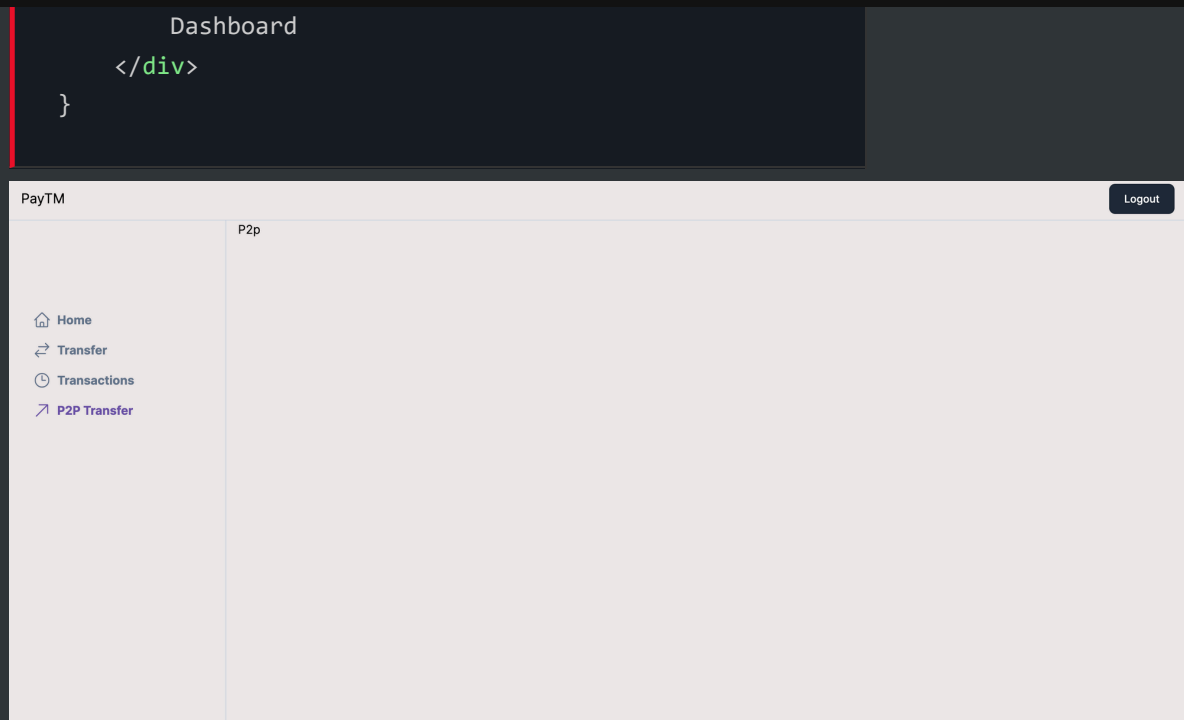 Dashboard
</div>
}
PayTM
Logout
P2p
Home
Transfer
Transactions
P2P Transfer